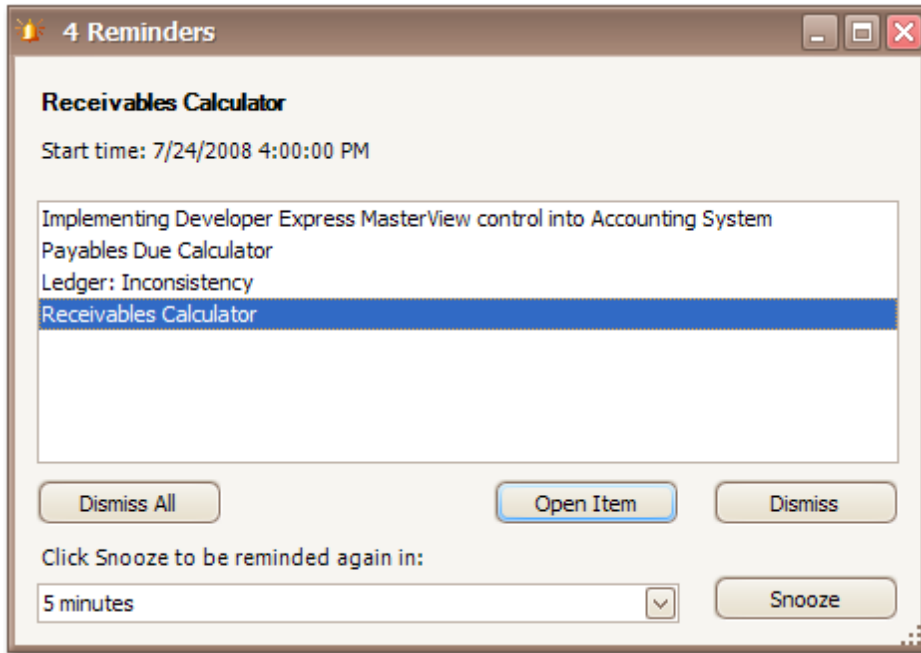 4 Reminders
Receivables Calculator
Start time: 7/24/2008 4:00:00 PM
Implementing Developer Express MasterView control into Accounting System
Payables Due Calculator
Ledger: Inconsistency
Receivables Calculator
Dismiss All Open Item Dismiss
Click Snooze to be reminded again in:
5 minutes Snooze